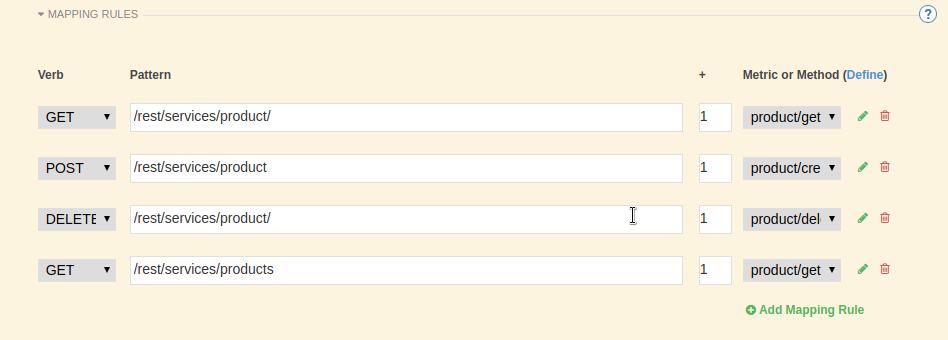 MAPPING RULES ?
Verb Pattern + Metric or Method (Define)
GET /rest/services/product/ 1 product/get
POST /rest/services/product 1 product/cre
DELETE /rest/services/product/ 1 product/del
GET /rest/services/products 1 product/get
Add Mapping Rule